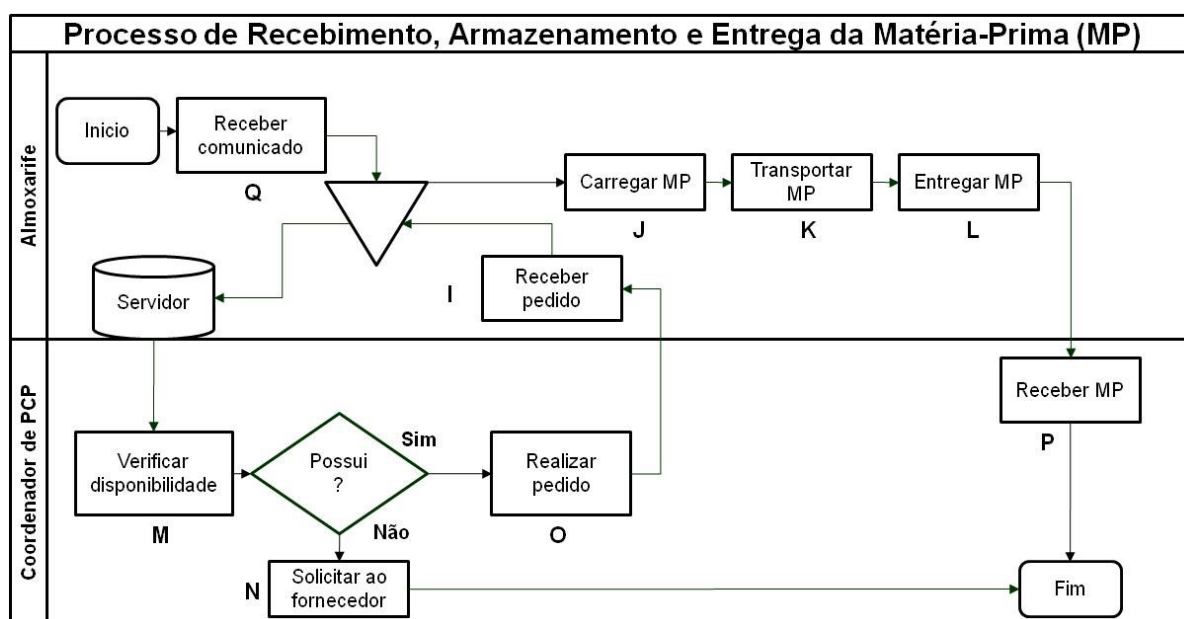 Processo de Recebimento, Armazenamento e Entrega da Matéria-Prima (MP)
Almoxarife
Inicio
Receber
comunicado
Q
Carregar MP
J
Transportar
MP
K
Entregar MP
L
Receber
pedido
I
Servidor
Coordenador de PCP
Verificar
disponibilidade
M
Possui
?
Sim
Não
Realizar
pedido
O
Receber MP
P
N
Solicitar ao
fornecedor
Fim